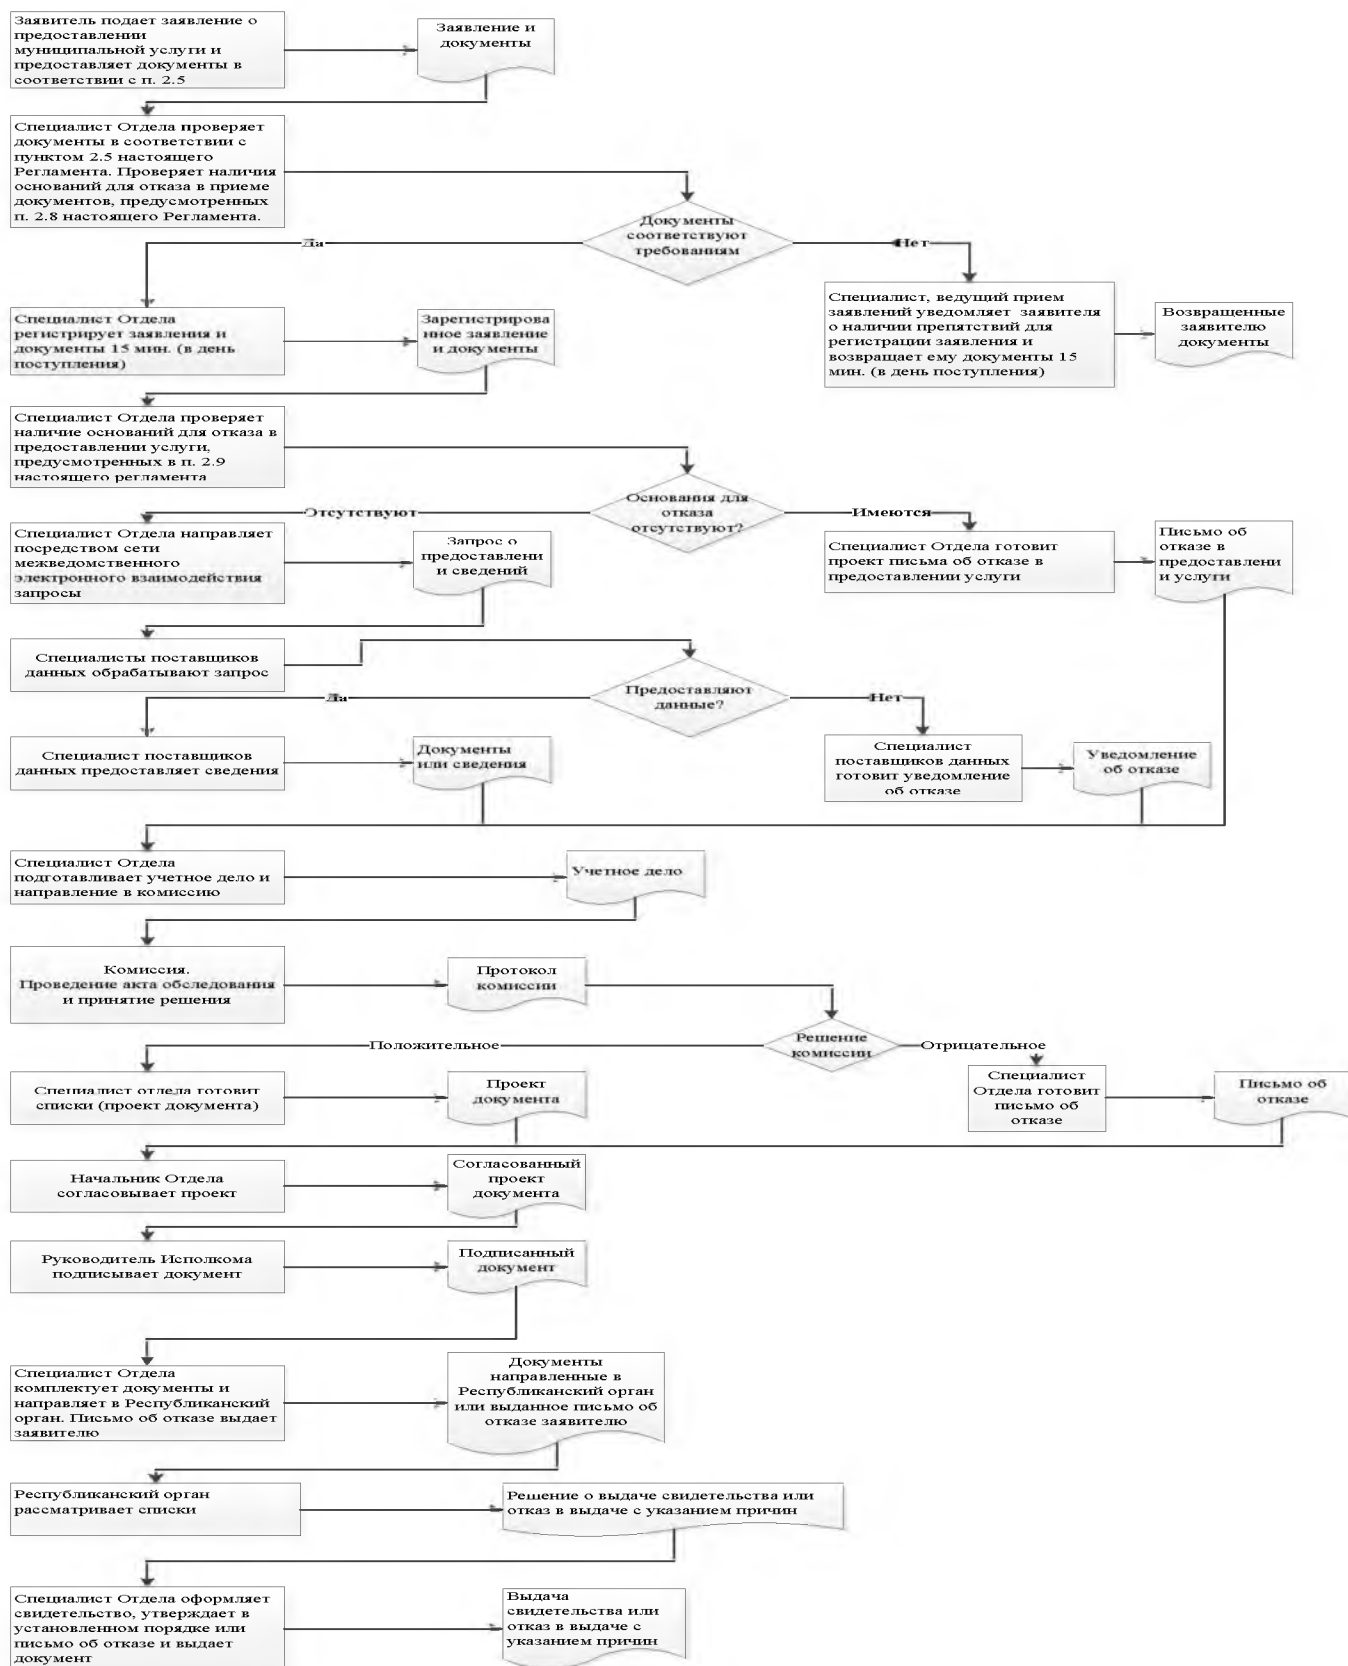 Заявитель подает заявление о
предоставлении
муниципальной услуги и
предоставляет документы в
соответствии с п. 2.5
Заявление и
документы
Специалист Отдела проверяет
документы в соответствии с
пунктом 2.5 настоящего
Регламента. Проверяет наличия
оснований для отказа в приеме
документов, предусмотренных
п. 2.8 настоящего Регламента.
Документы
соответствуют
требованиям
Да
Нет
Специалист Отдела
регистрирует заявления и
документы 15 мин. (в день
поступления)
Зарегистрирова
нное заявление
и документы
Специалист, ведущий прием
заявлений уведомляет заявителя
о наличии препятствий для
регистрации заявления и
возвращает ему документы 15
мин. (в день поступления)
Возвращенные
заявителю
документы
Специалист Отдела проверяет
наличие оснований для отказа в
предоставлении услуги,
предусмотренных в п. 2.9
настоящего регламента
Основания для
отказа
отсутствуют?
Отсутствуют
Имеются
Специалист Отдела направляет
посредством сети
межведомственного
электронного взаимодействия
запросы
Запрос о
предоставлени
и сведений
Специалист Отдела готовит
проект письма об отказе в
предоставлении услуги
Письмо об
отказе в
предоставлени
и услуги
Специалисты поставщиков
данных обрабатывают запрос
Предоставляют
данные?
Да
Нет
Специалист поставщиков
данных предоставляет сведения
Документы
или сведения
Специалист
поставщиков данных
готовит уведомление
об отказе
Уведомление
об отказе
Специалист Отдела
подготавливает учетное дело и
направление в комиссию
Учетное дело
Комиссия.
Проведение акта обследования
и принятие решения
Протокол
комиссии
Решение
комиссии
Положительное
Отрицательное
Специалист отдела готовит
списки (проект документа)
Проект
документа
Специалист
Отдела готовит
письмо об
отказе
Письмо об
отказе
Начальник Отдела
согласовывает проект
Согласованный
проект
документа
Руководитель Исполкома
подписывает документ
Подписанный
документ
Специалист Отдела
комплектует документы и
направляет в Республиканский
орган. Письмо об отказе выдает
заявителю
Документы
направленные в
Республиканский орган
или выданное письмо об
отказе заявителю
Республиканский орган
рассматривает списки
Решение о выдаче свидетельства или
отказ в выдаче с указанием причин
Специалист Отдела оформляет
свидетельство, утверждает в
установленном порядке или
письмо об отказе и выдает
документ
Выдача
свидетельства или
отказ в выдаче с
указанием причин